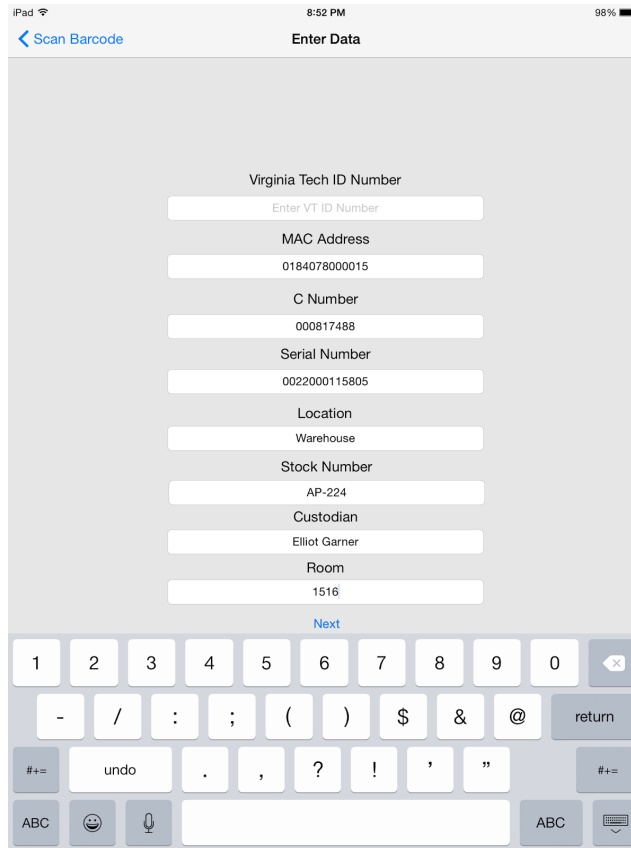 iPad 8:52 PM 98%
Scan Barcode Enter Data
Virginia Tech ID Number
Enter VT ID Number
MAC Address
0184078000015
C Number
000817488
Serial Number
0022000115805
Location
Warehouse
Stock Number
AP-224
Custodian
Elliot Garner
Room
1516
Next
1 2 3 4 5 6 7 8 9 0
- / : ; ( ) $ & @ return
#+= undo . , ? ! ’ ” #+=
ABC ABC